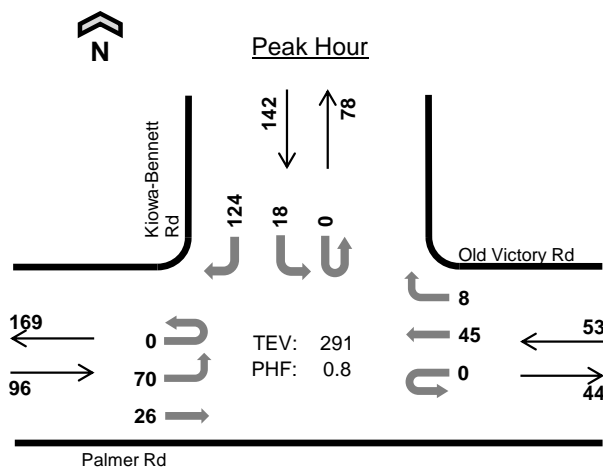 N
Peak Hour
142
78
Kiowa-Bennett
Rd
124
18
0
Old Victory Rd
8
169
0
TEV: 291
45
53
96
70
PHF: 0.8
0
44
26
Palmer Rd